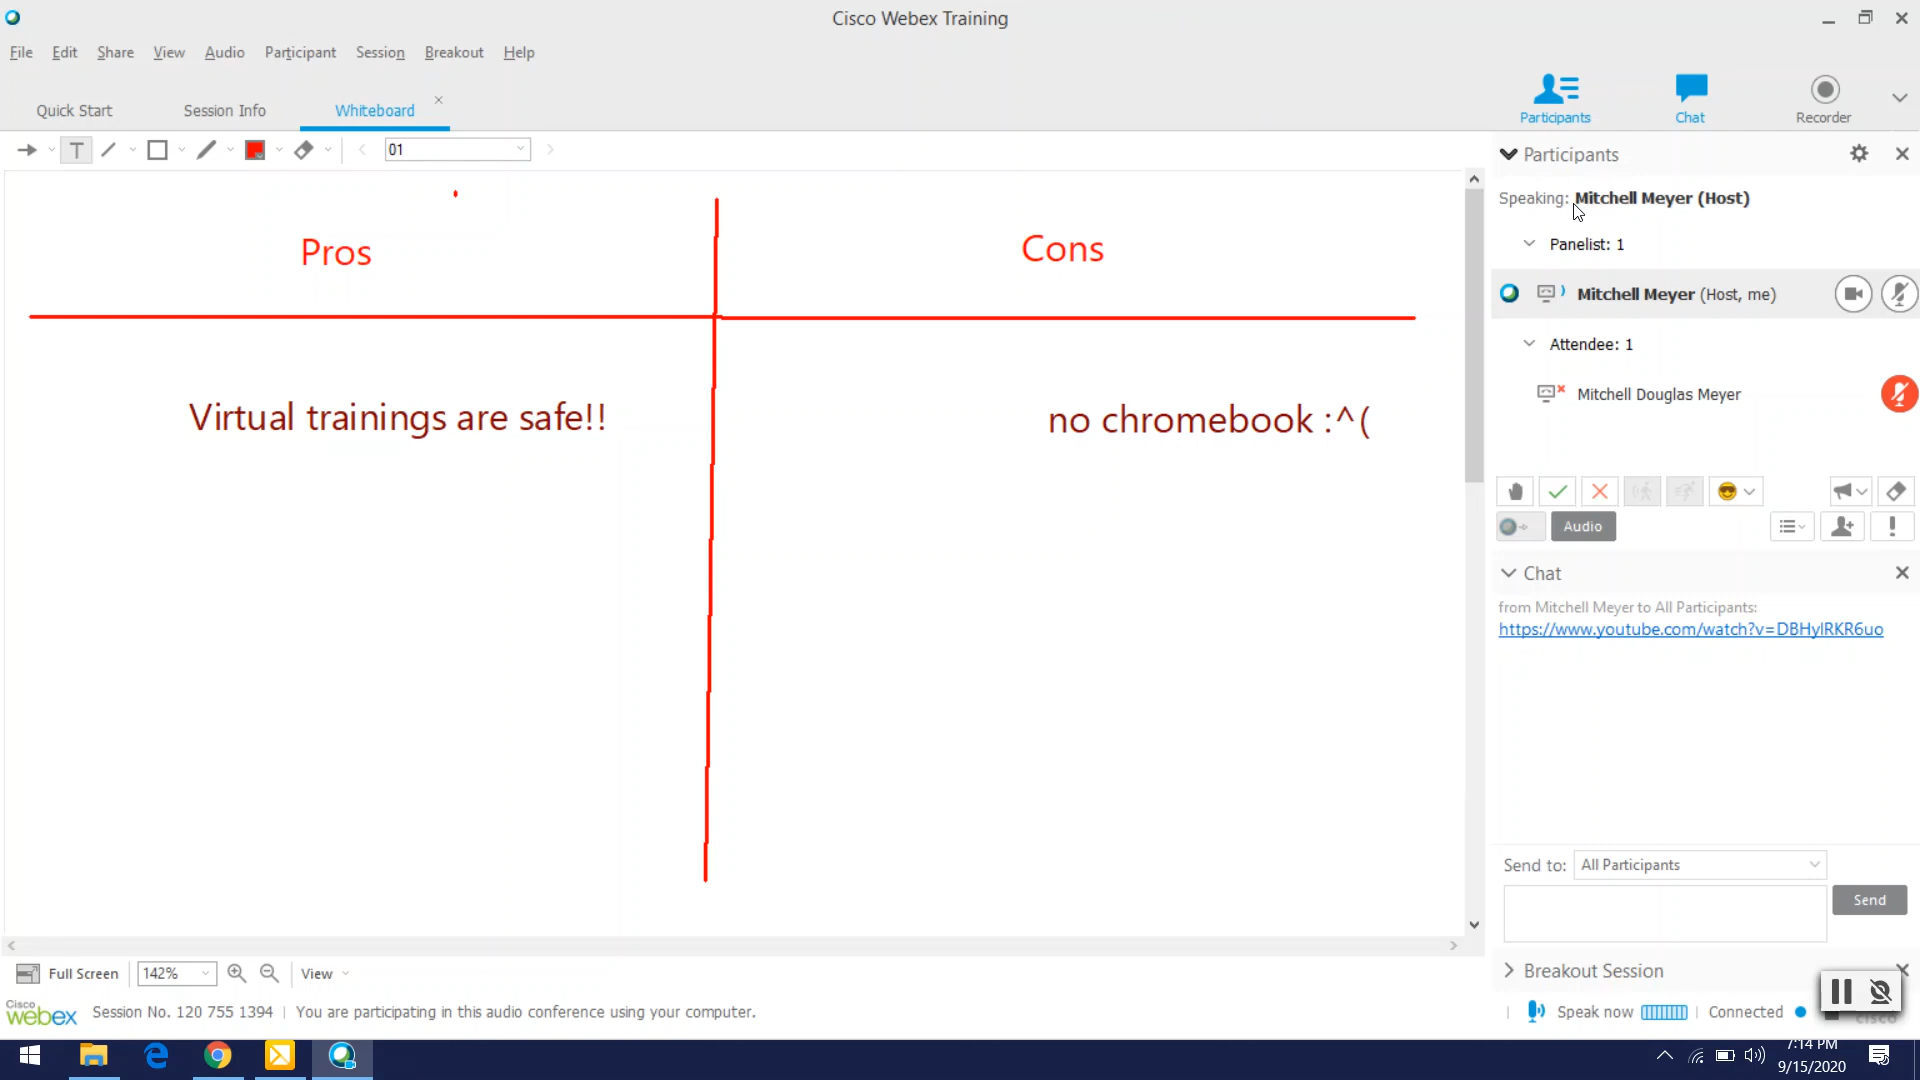 Cisco Webex Training
File Edit Share View Audio Participant Session Breakout Help
Quick Start Session Info Whiteboard
Participants Chat Recorder
T 01
Participants
Speaking: Mitchell Meyer (Host)
Panelist: 1
Mitchell Meyer (Host, me)
Attendee: 1
Mitchell Douglas Meyer
Pros Cons
Virtual trainings are safe!! no chromebook :^(
Audio
Chat
from Mitchell Meyer to All Participants:
https://www.youtube.com/watch?v=DBHylRKR6uo
Send to: All Participants
Send
Breakout Session
Full Screen 142% View
Cisco webex Session No. 120 755 1394 | You are participating in this audio conference using your computer.
Speak now Connected
cisco
7:14 PM
9/15/2020